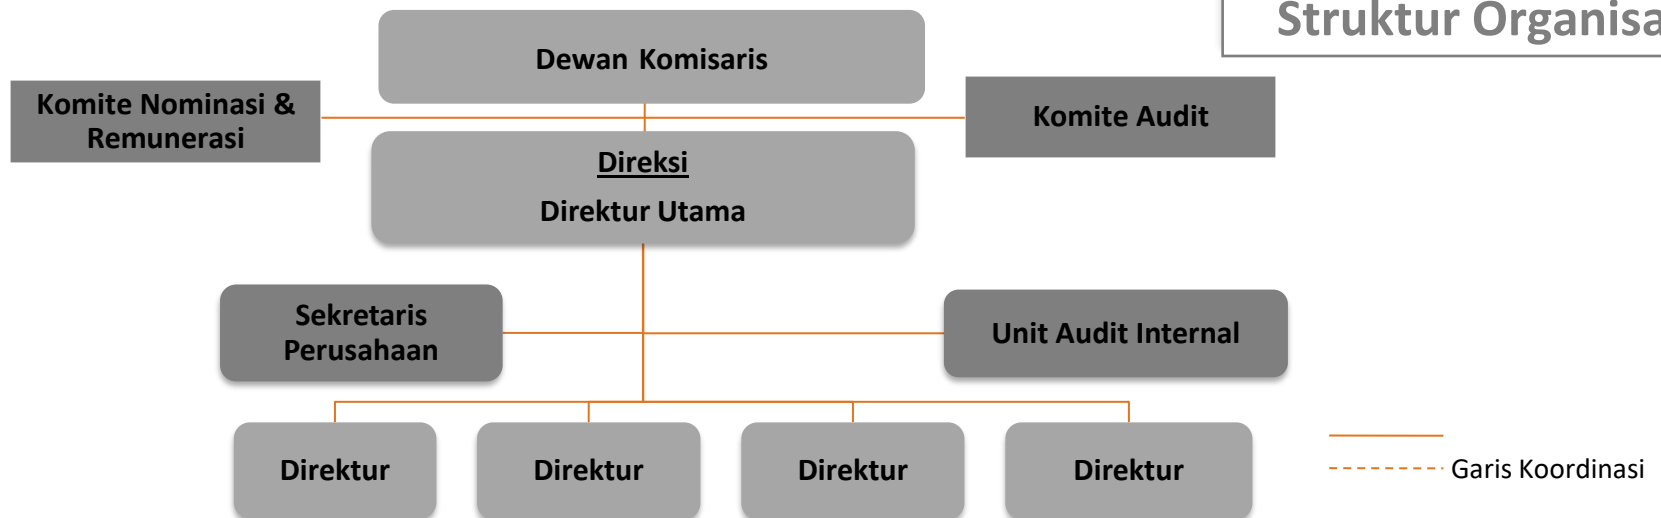 Struktur Organisa
Dewan Komisaris
Komite Nominasi &
Remunerasi
Komite Audit
Direksi
Direktur Utama
Sekretaris
Perusahaan
Unit Audit Internal
Direktur
Direktur
Direktur
Direktur
Garis Koordinasi